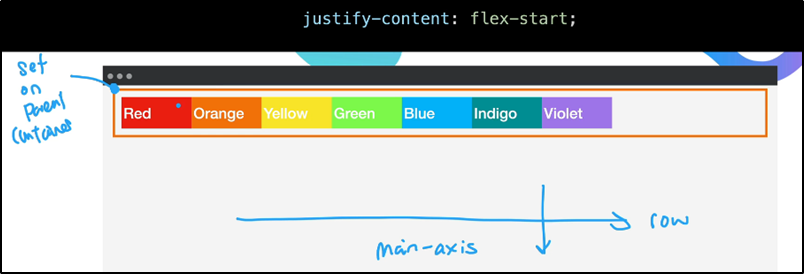 justify-content: flex-start;
set
on
Parent
Container
Red Orange Yellow Green Blue Indigo Violet
row
main-axis